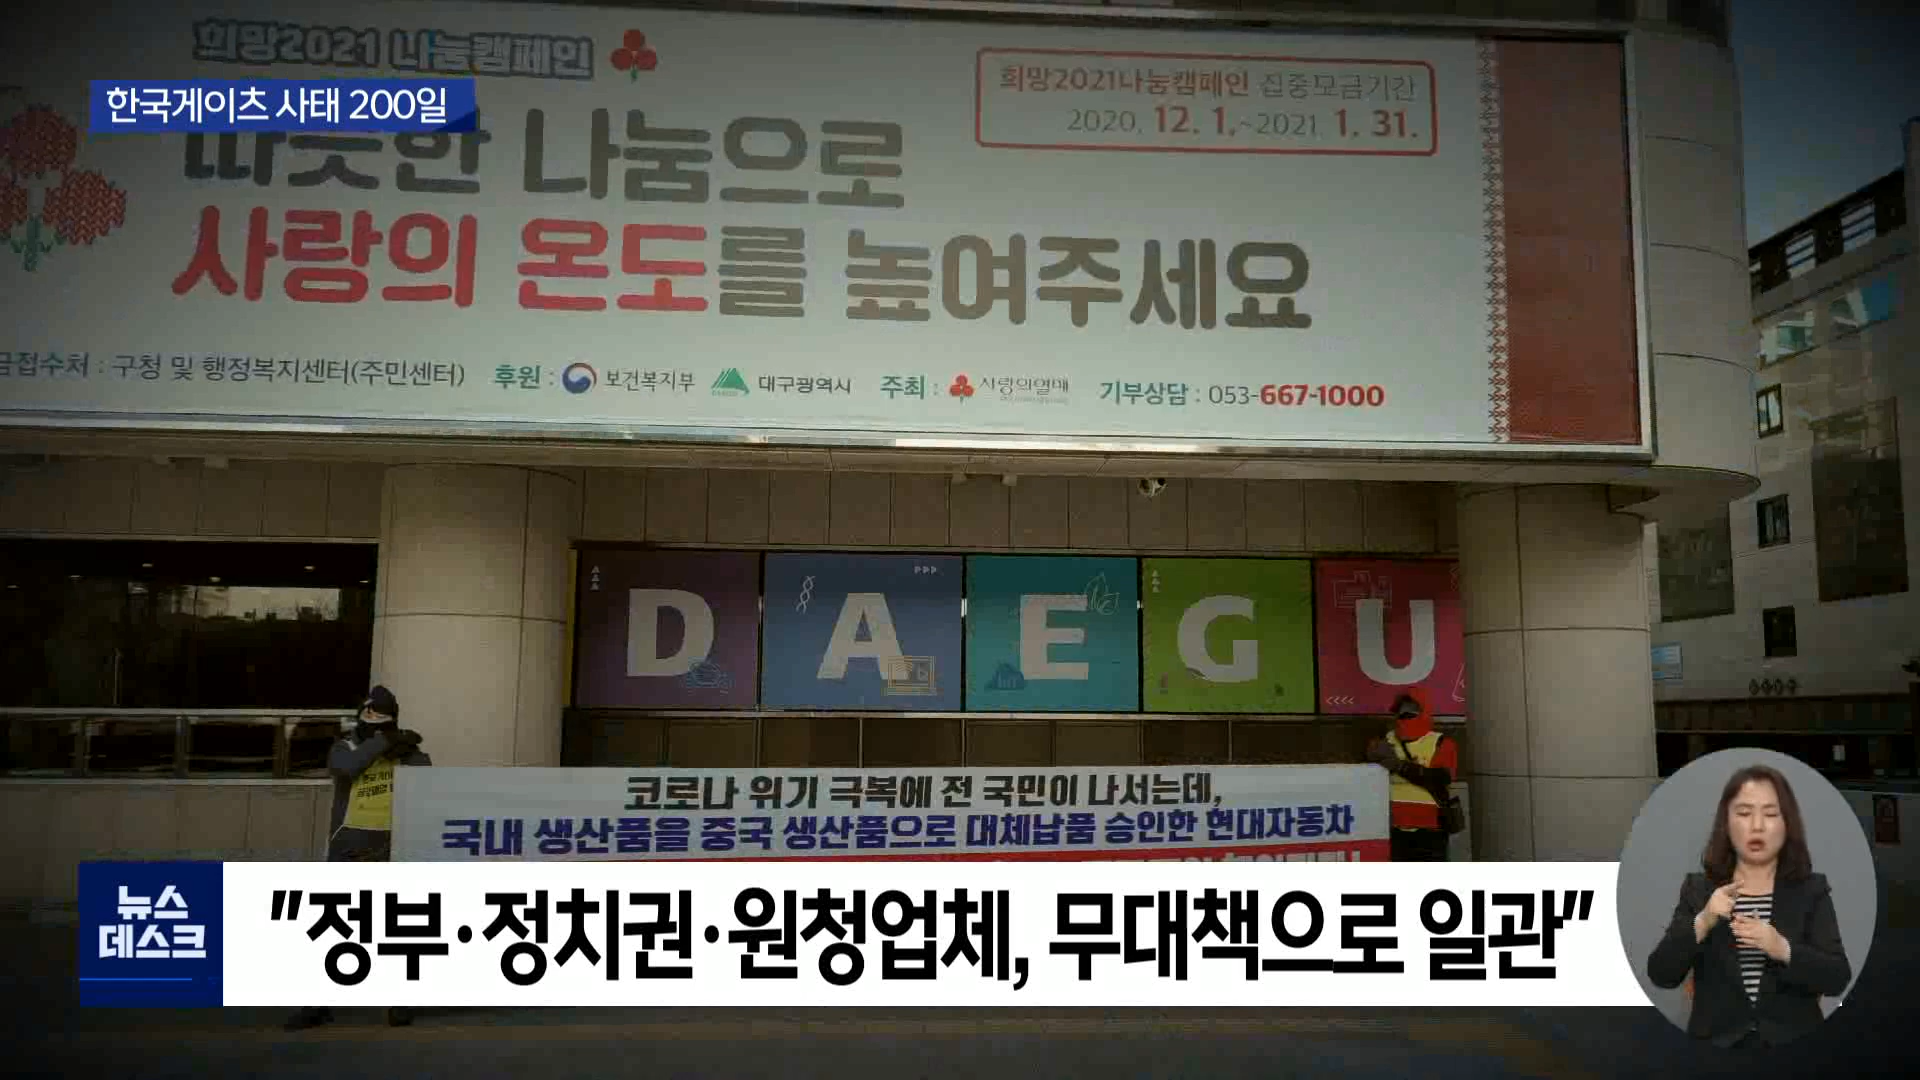 희망2021 나눔캠페인
희망2021나눔캠페인 집중모금기간
2020. 12. 1.~2021. 1. 31.
한국게이츠 사태 200일
따뜻한 나눔으로
사랑의 온도를 높여주세요
금접수처 : 구청 및 행정복지센터(주민센터) 후원 : 보건복지부 대구광역시 주최 : 사랑의열매 기부상담 : 053-667-1000
DAEGU
코로나 위기 극복에 전 국민이 나서는데,
국내 생산품을 중국 생산품으로 대체납품 승인한 현대자동차
뉴스
데스크
"정부·정치권·원청업체, 무대책으로 일관"